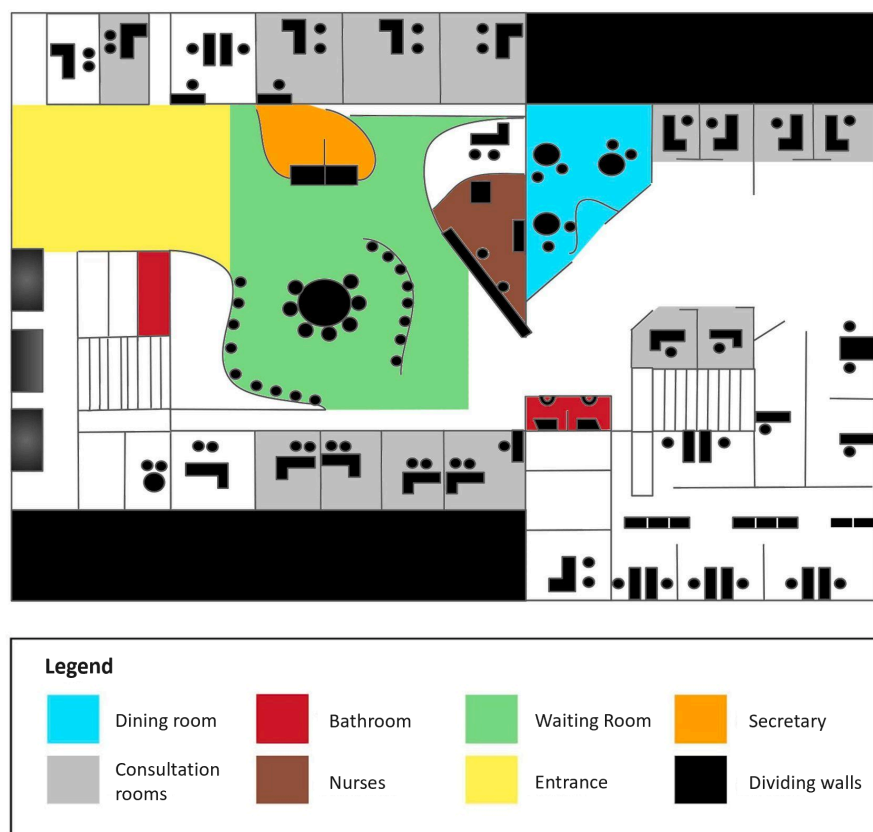 Legend
Dining room
Bathroom
Waiting Room
Secretary
Consultation
rooms
Nurses
Entrance
Dividing walls